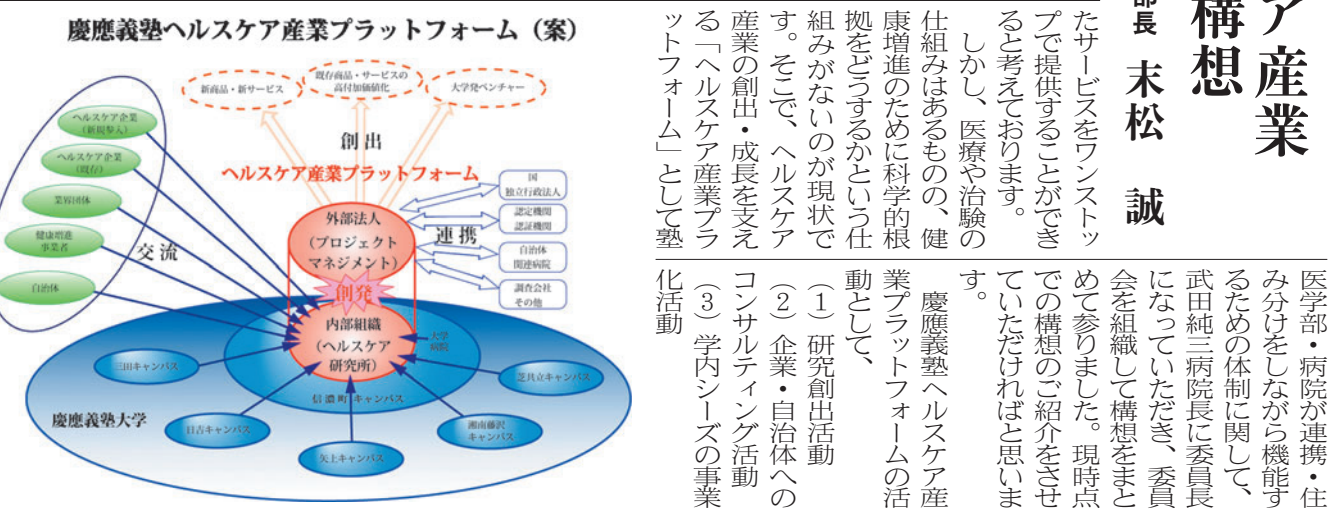 ア産業
構想
部長 末松 誠
たサービスをワンストッ
プで提供することができ
ると考えております。
しかし、医療や治験の
仕組みはあるものの、健
康増進のために科学的根
拠をどうするかという仕
組みがないのが現状で
す。そこで、ヘルスケア
産業の創出・成長を支え
る「ヘルスケア産業プラ
ットフォーム」として塾
医学部・病院が連携・住
み分けをしながら機能す
るための体制に関して、
武田純三病院長に委員長
になっていただき、委員
会を組織して構想をまと
めて参りました。現時点
での構想のご紹介をさせ
ていただければと思いま
す。
慶應義塾ヘルスケア産
業プラットフォームの活
動として、
（1）研究創出活動
（2）企業・自治体への
コンサルティング活動
（3）学内シーズの事業
化活動
慶應義塾ヘルスケア産業プラットフォーム（案）
新商品・新サービス
既存商品・サービスの
高付加価値化
大学発ベンチャー
創出
ヘルスケア産業プラットフォーム
ヘルスケア企業
（新規参入）
ヘルスケア企業
（既存）
業界団体
健康増進
事業者
自治体
交流
外部法人
（プロジェクト
マネジメント）
連携
国
独立行政法人
認定機関
認証機関
自治体
関連病院
調査会社
その他
創発
内部組織
（ヘルスケア
研究所）
大学
病院
信濃町キャンパス
三田キャンパス
芝共立キャンパス
慶應義塾大学
日吉キャンパス
湘南藤沢
キャンパス
矢上キャンパス